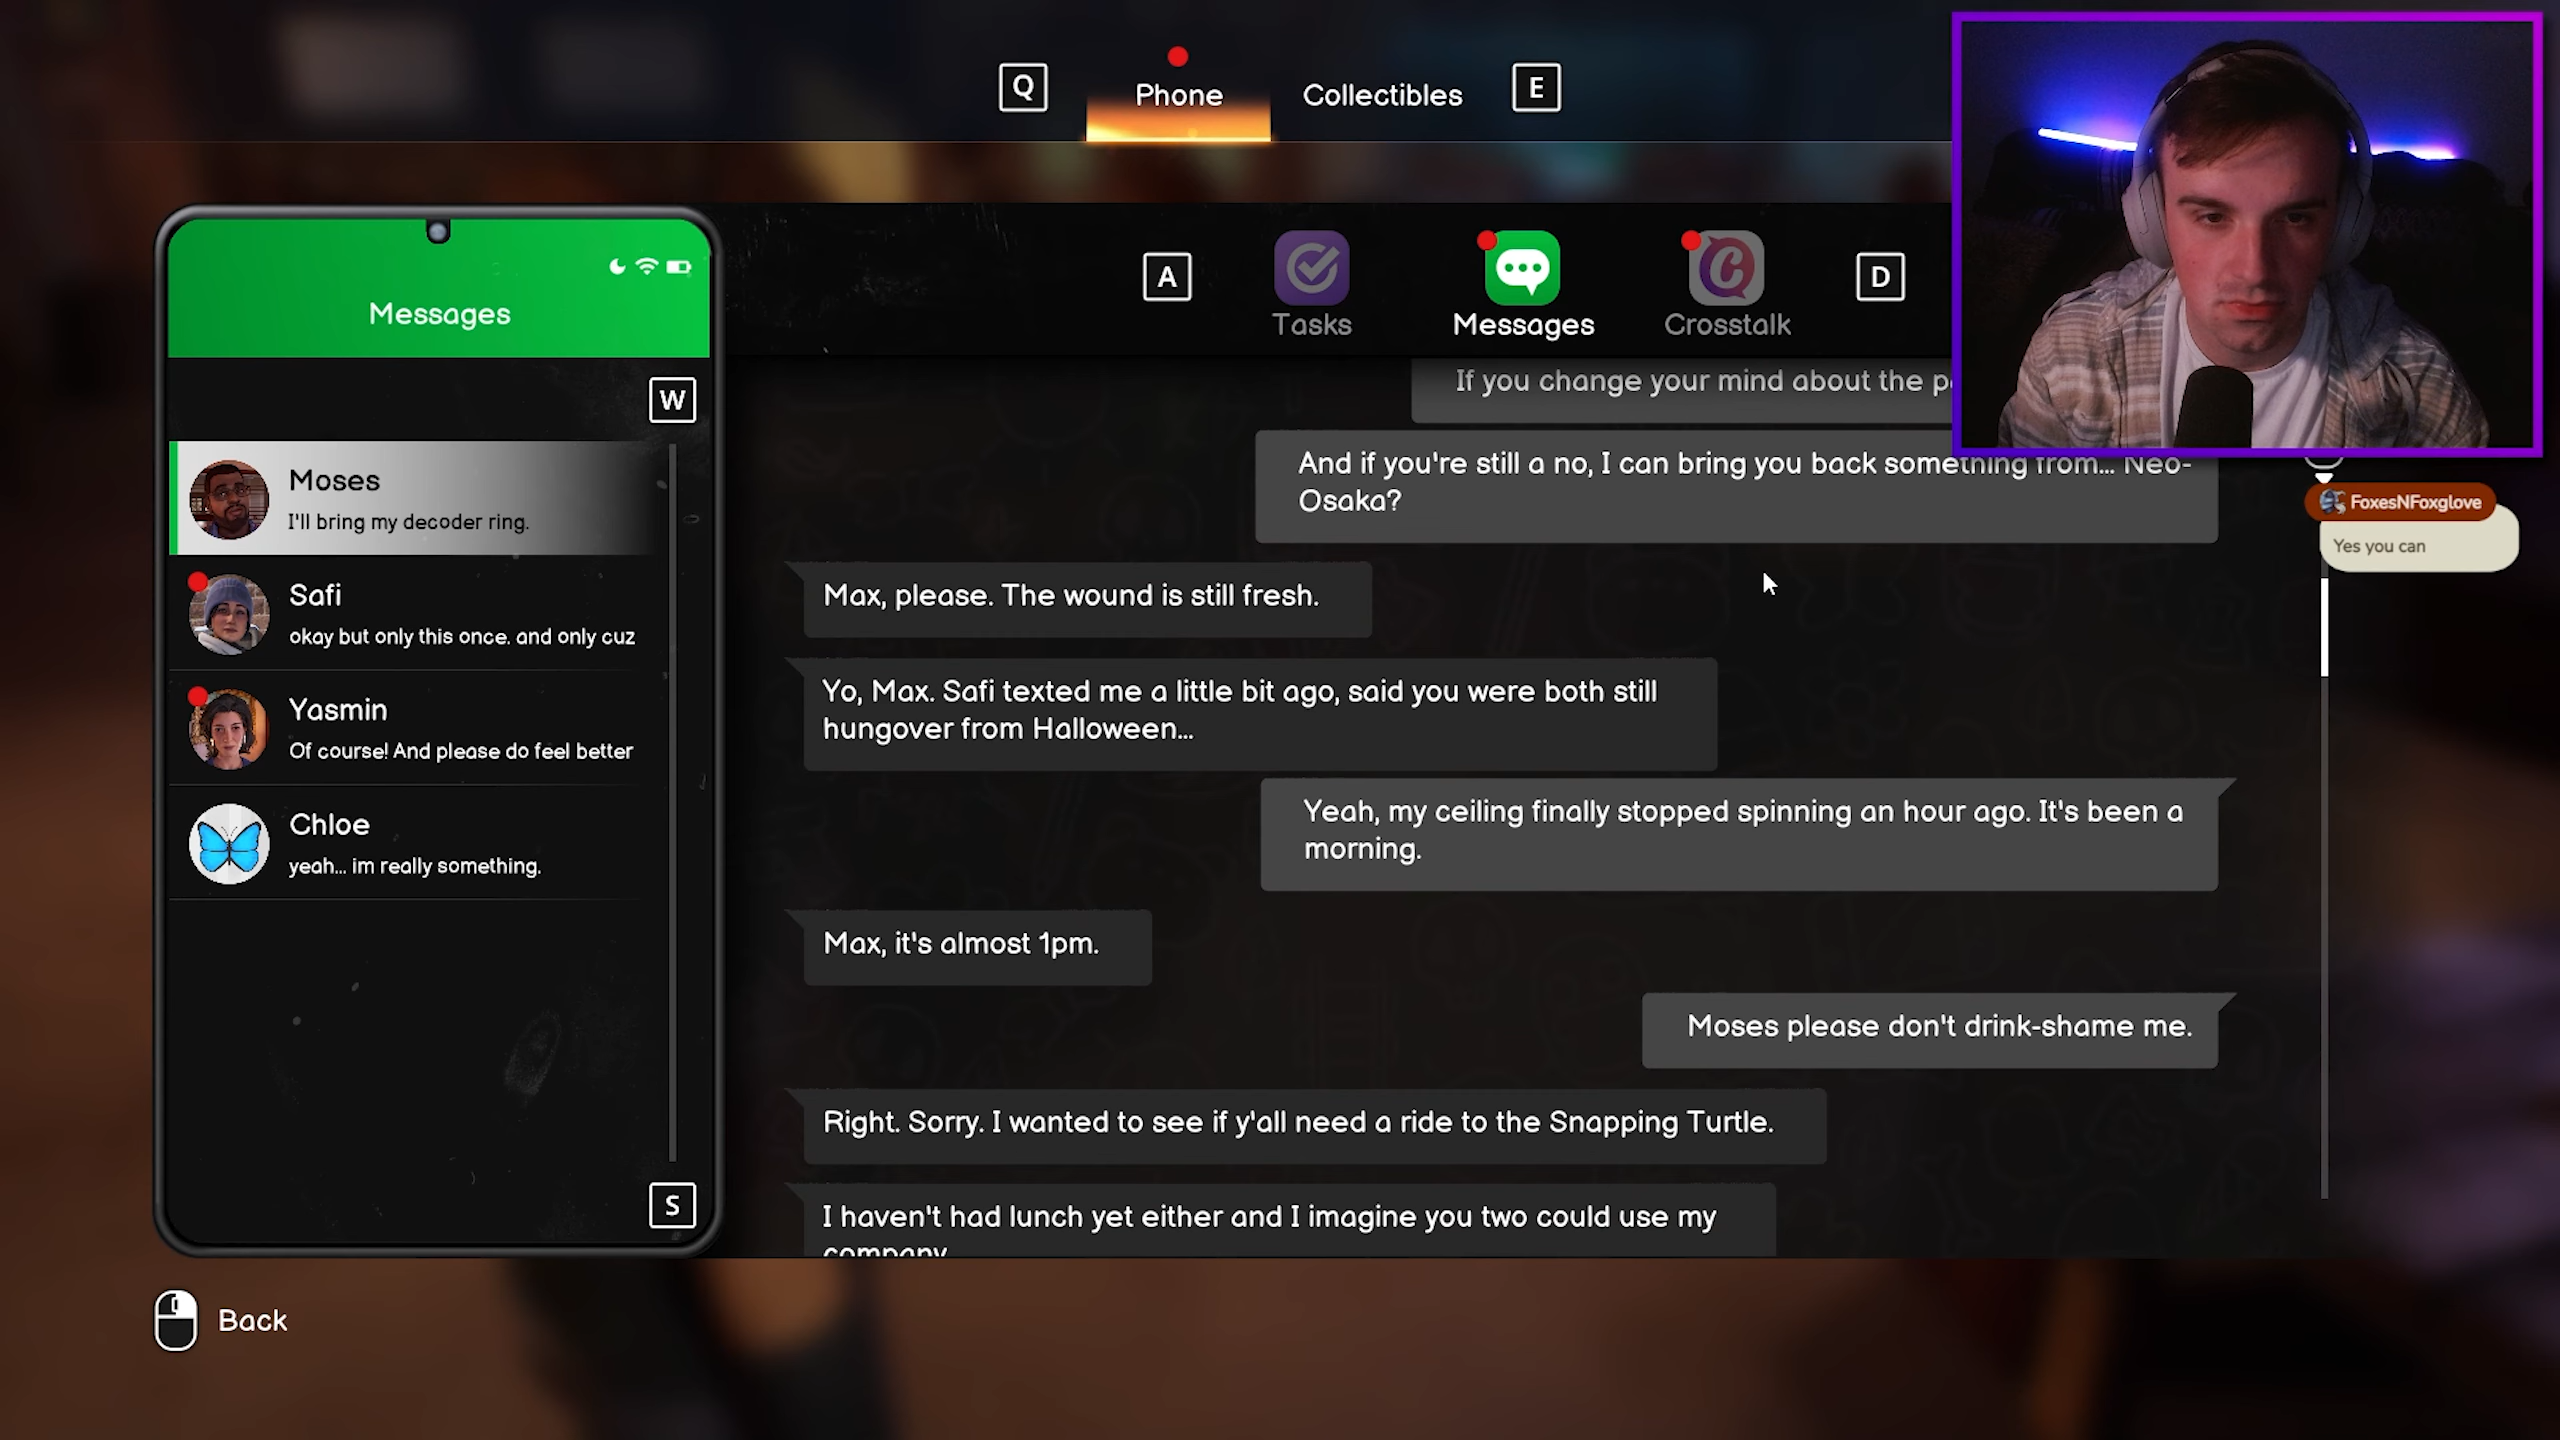 Q
Phone
Collectibles
E
Messages
W
Moses
I'll bring my decoder ring.
Safi
okay but only this once. and only cuz
Yasmin
Of course! And please do feel better
Chloe
yeah... im really something.
S
A
Tasks
Messages
Crosstalk
D
If you change your mind about the
And if you're still a no, I can bring you back something from... Neo-
Osaka?
Max, please. The wound is still fresh.
Yo, Max. Safi texted me a little bit ago, said you were both still
hungover from Halloween...
Yeah, my ceiling finally stopped spinning an hour ago. It's been a
morning.
Max, it's almost 1pm.
Moses please don't drink-shame me.
Right. Sorry. I wanted to see if y'all need a ride to the Snapping Turtle.
I haven't had lunch yet either and I imagine you two could use my
company
FoxesNFoxglove
Yes you can
Back